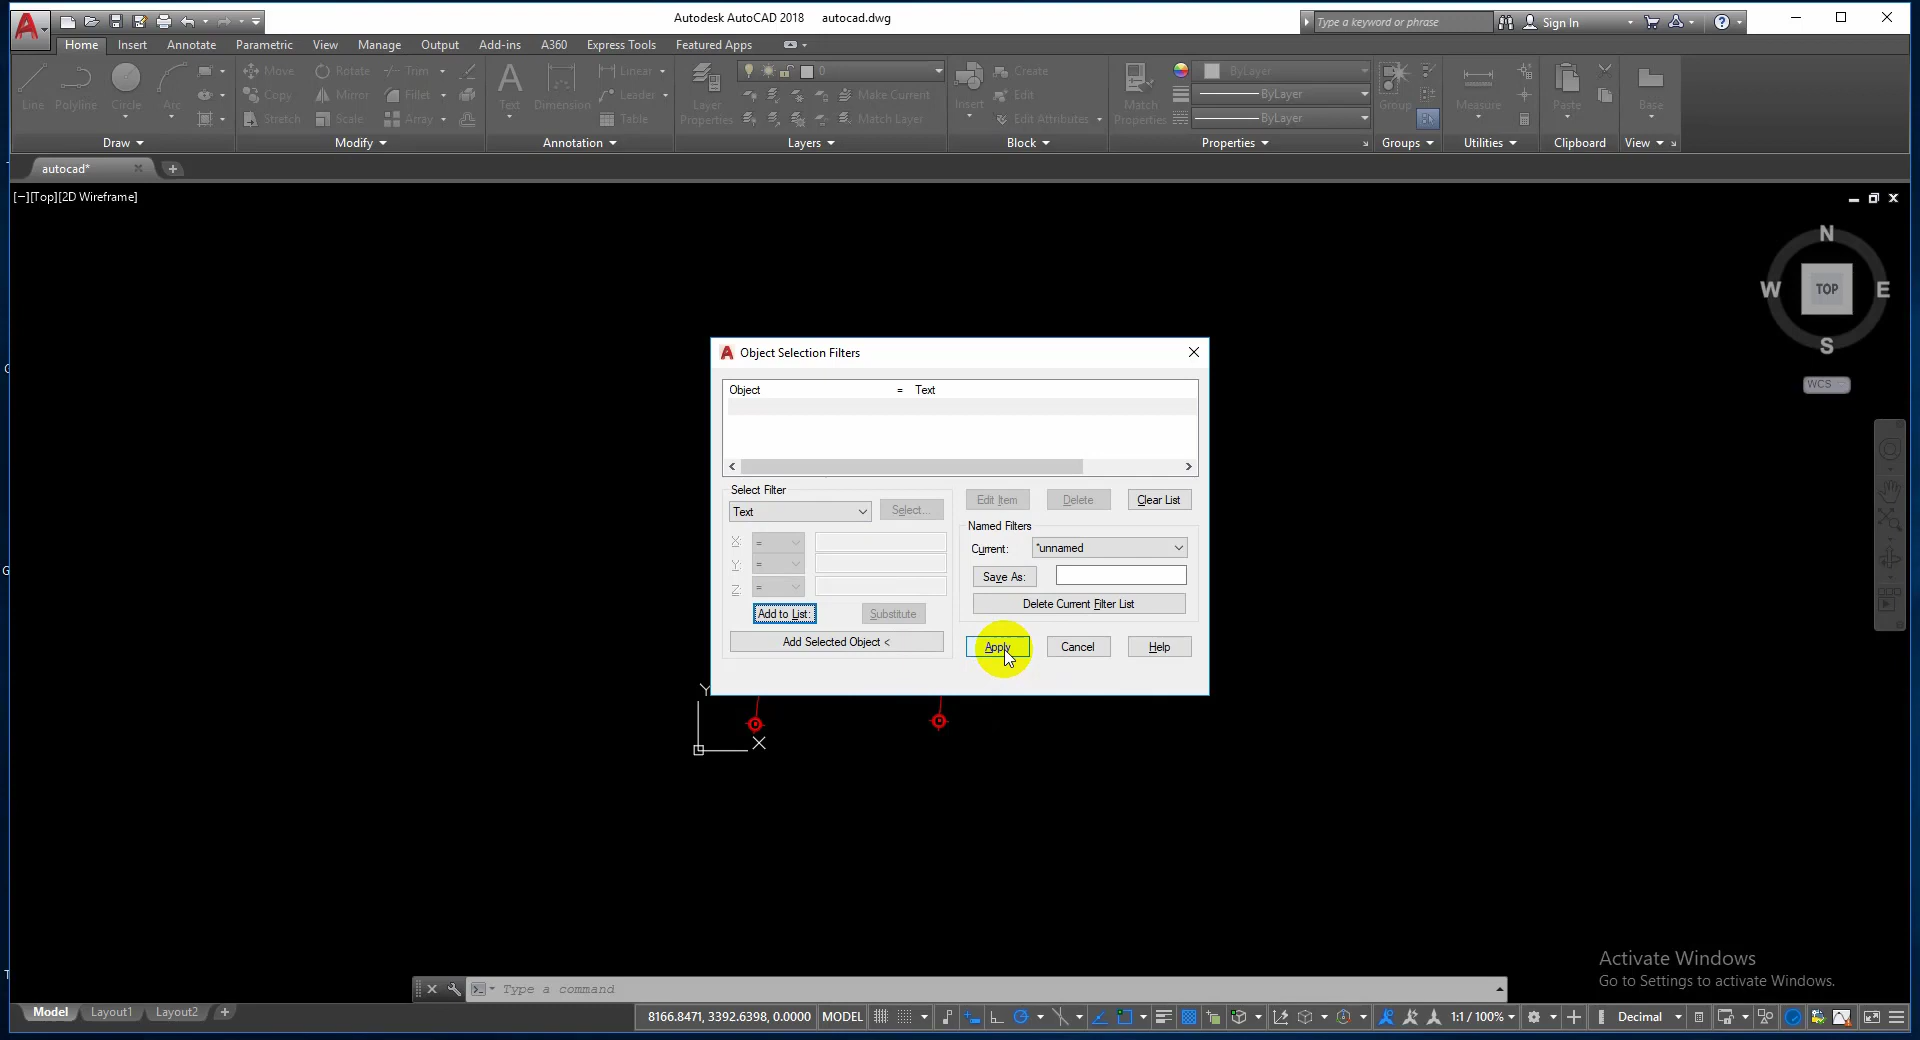 Autodesk AutoCAD 2018 autocad.dwg
Type a keyword or phrase
Sign In
Home Insert Annotate Parametric View Manage Output Add-ins A360 Express Tools Featured Apps
Line Polyline Circle Arc
Move Rotate Trim
Copy Mirror Fillet
Stretch Scale Array
Text Dimension
Linear
Leader
Table
Layer Properties
0
Make Current
Match Layer
Insert
Create
Edit
Edit Attributes
Match Properties
ByLayer
ByLayer
ByLayer
Group
Measure
Paste
Base
Draw Modify Annotation Layers Block Properties Groups Utilities Clipboard View
autocad*
[−][Top][2D Wireframe]
N
W TOP E
S
WCS
Object Selection Filters
Object = Text
Select Filter
Text
Select...
X: =
Y: =
Z: =
Add to List:
Substitute
Add Selected Object <
Edit Item Delete Clear List
Named Filters
Current: *unnamed
Save As:
Delete Current Filter List
Apply Cancel Help
Y
X
Activate Windows
Go to Settings to activate Windows.
Type a command
Model Layout1 Layout2
8166.8471, 3392.6398, 0.0000 MODEL 1:1 / 100% Decimal